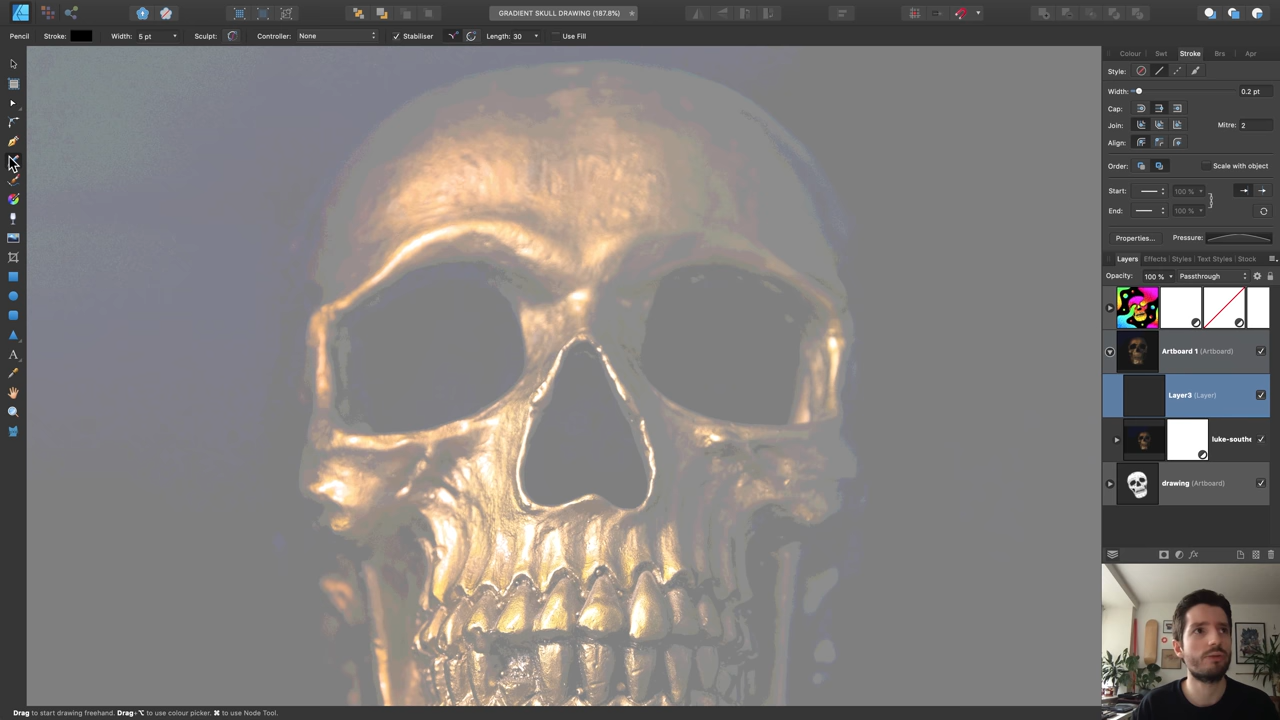 GRADIENT SKULL DRAWING (187.8%)
Pencil Stroke: Width: 5 pt Sculpt: Controller: None Stabiliser Length: 30 Use Fill
Colour Swt Stroke Brs Apr
Style:
Width: 0.2 pt
Cap:
Join: Mitre: 2
Align:
Order: Scale with object
Start: 100 %
End: 100 %
Properties... Pressure:
Layers Effects Styles Text Styles Stock
Opacity: 100 % Passthrough
Artboard 1 (Artboard)
Layer3 (Layer)
luke-southe
drawing (Artboard)
Drag to start drawing freehand. Drag+⌥ to use colour picker. ⌘ to use Node Tool.